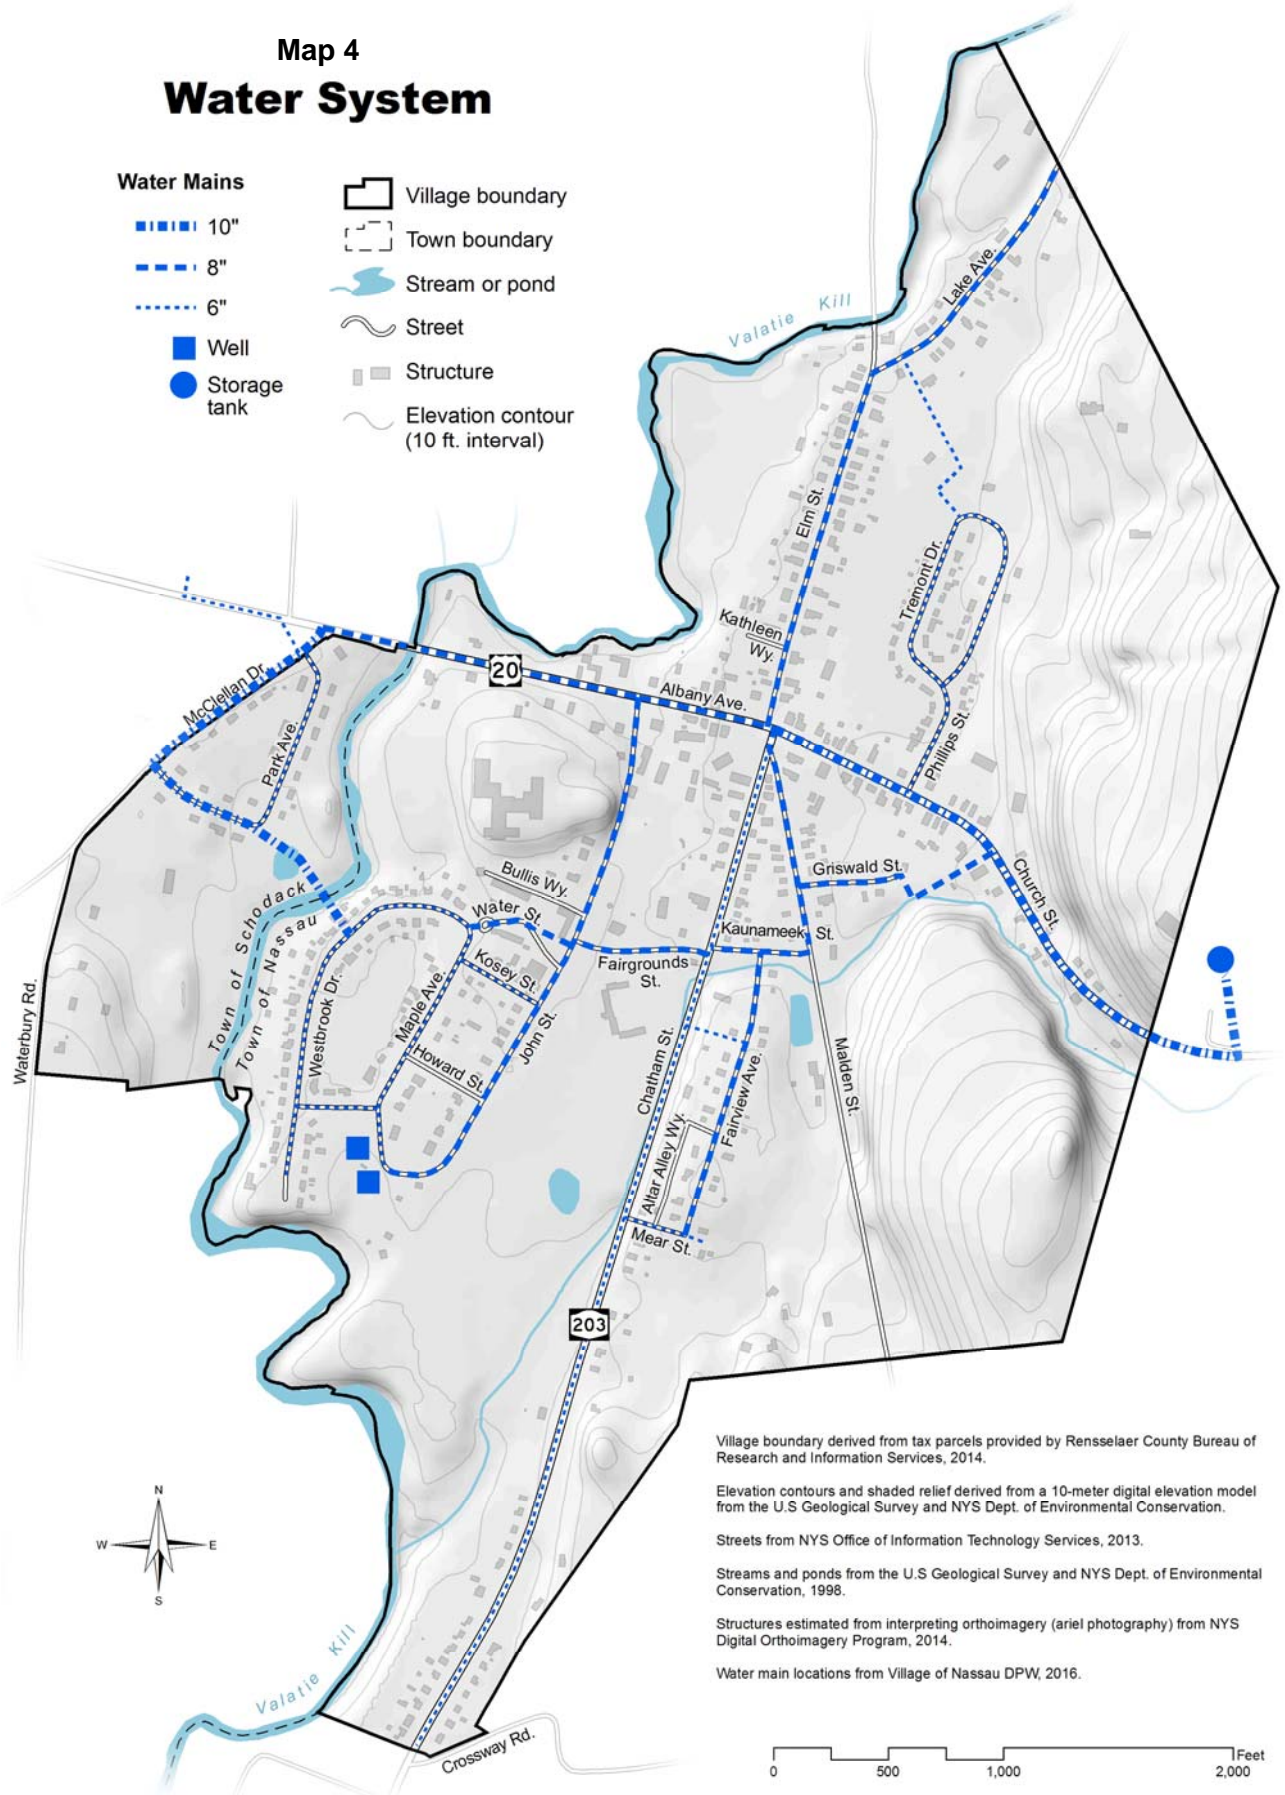 Map 4
Water System
Water Mains
10"
8"
6"
Well
Storage
tank
Village boundary
Town boundary
Stream or pond
Street
Structure
Elevation contour
(10 ft. interval)
Valatie Kill
Lake Ave.
Elm St.
Tremont Dr.
Kathleen
Wy.
20
Albany Ave.
McClellan Dr.
Park Ave.
Phillips St.
Bullis Wy.
Griswald St.
Church St.
Town of Schodack
Town of Nassau
Water St.
Kaunameek St.
Fairgrounds
St.
Kosey St.
Waterbury Rd.
Westbrook Dr.
Maple Ave.
John St.
Howard St.
Chatham St.
Malden St.
Fairview Ave.
Altar Alley Wy.
Mear St.
203
Village boundary derived from tax parcels provided by Rensselaer County Bureau of
Research and Information Services, 2014.
Elevation contours and shaded relief derived from a 10-meter digital elevation model
from the U.S Geological Survey and NYS Dept. of Environmental Conservation.
Streets from NYS Office of Information Technology Services, 2013.
Streams and ponds from the U.S Geological Survey and NYS Dept. of Environmental
Conservation, 1998.
Structures estimated from interpreting orthoimagery (ariel photography) from NYS
Digital Orthoimagery Program, 2014.
Water main locations from Village of Nassau DPW, 2016.
N
W E
S
Valatie Kill
Crossway Rd.
Feet
0 500 1,000 2,000